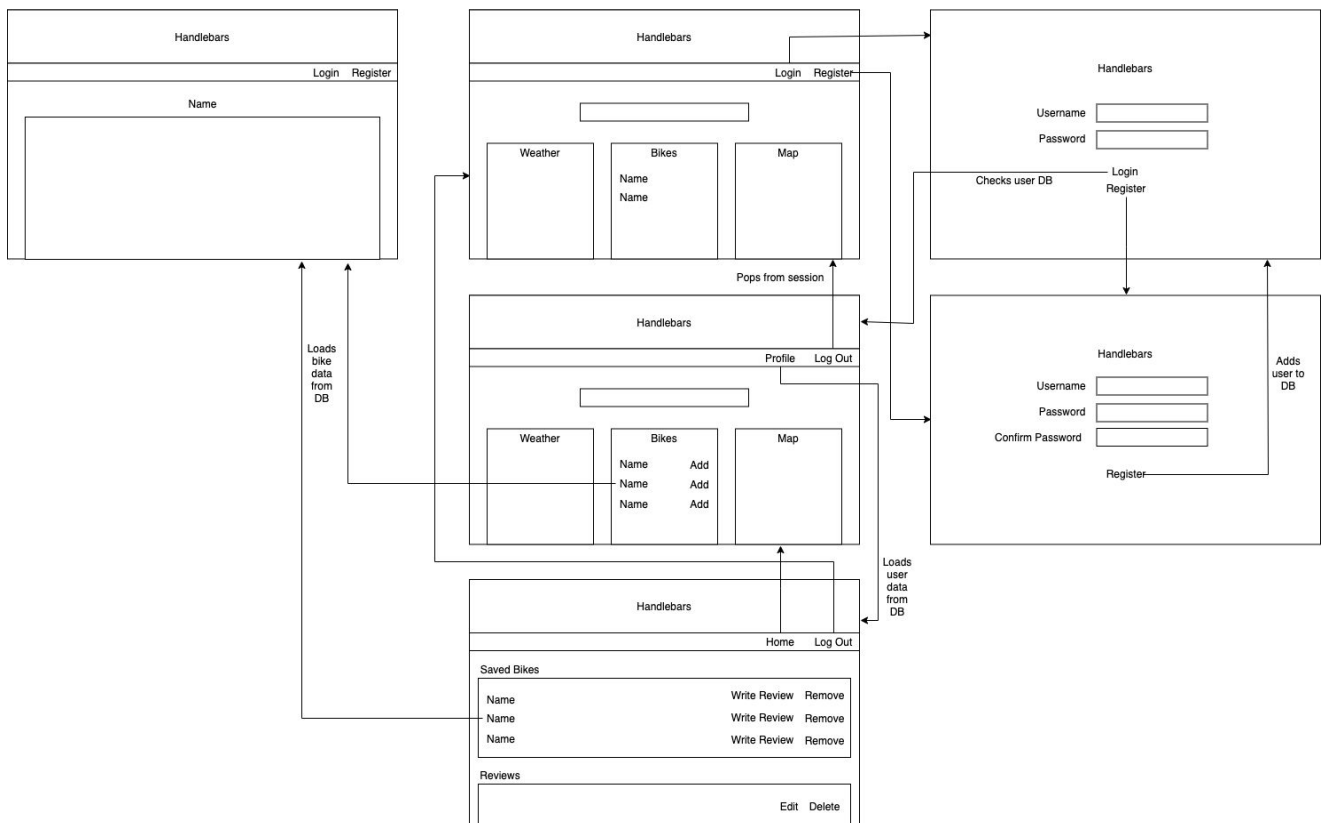 Handlebars
Login Register
Name
Loads
bike
data
from
DB
Handlebars
Login Register
Weather
Bikes
Map
Name
Name
Pops from session
Handlebars
Profile Log Out
Weather
Bikes
Map
Name Add
Name Add
Name Add
Loads
user
data
from
DB
Handlebars
Home Log Out
Saved Bikes
Name Write Review Remove
Name Write Review Remove
Name Write Review Remove
Reviews
Edit Delete
Handlebars
Username
Password
Login
Checks user DB
Register
Handlebars
Username
Password
Confirm Password
Register
Adds
user to
DB